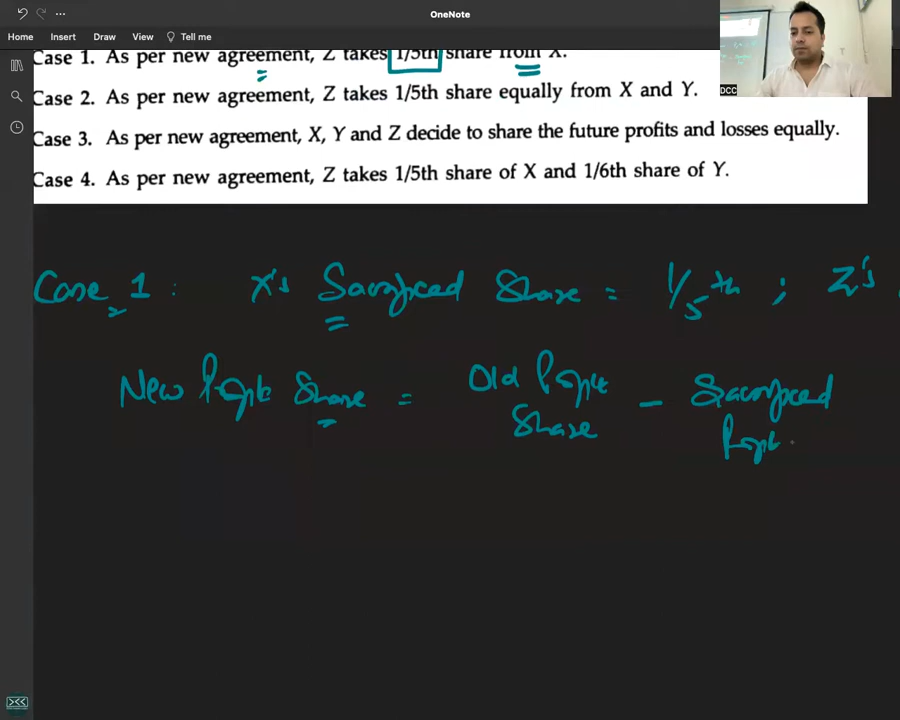 OneNote
Home Insert Draw View Tell me
DCC
Case 1. As per new agreement, Z takes 1/5th share from X.
Case 2. As per new agreement, Z takes 1/5th share equally from X and Y.
Case 3. As per new agreement, X, Y and Z decide to share the future profits and losses equally.
Case 4. As per new agreement, Z takes 1/5th share of X and 1/6th share of Y.
Case 1 : X's Sacrificed Share = 1/5th ; Z's
New Profit Share = Old Profit Share - Sacrificed Profit